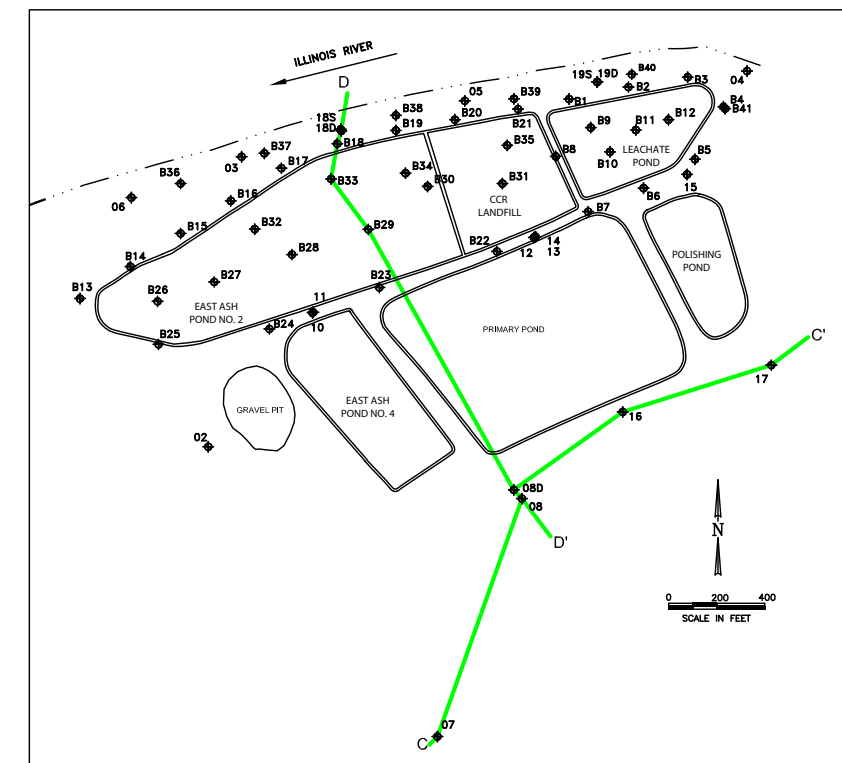 ILLINOIS RIVER
D
18S
18D
B18
B38
B19
05
B20
B39
B21
B1
19S 19D
B40
B2
B3
04
B4
B41
B9
B11
B12
B10
LEACHATE
POND
B5
15
B6
B7
B8
B35
B31
CCR
LANDFILL
B34
B30
B33
B29
B37
03
B17
B36
06
B16
B15
B32
B28
B14
B13
B27
B26
EAST ASH
POND NO. 2
B25
B24
11
10
B23
B22
12
14
13
POLISHING
POND
PRIMARY POND
EAST ASH
POND NO. 4
GRAVEL PIT
02
C'
17
16
08D
08
D'
N
0 200 400
SCALE IN FEET
07
C